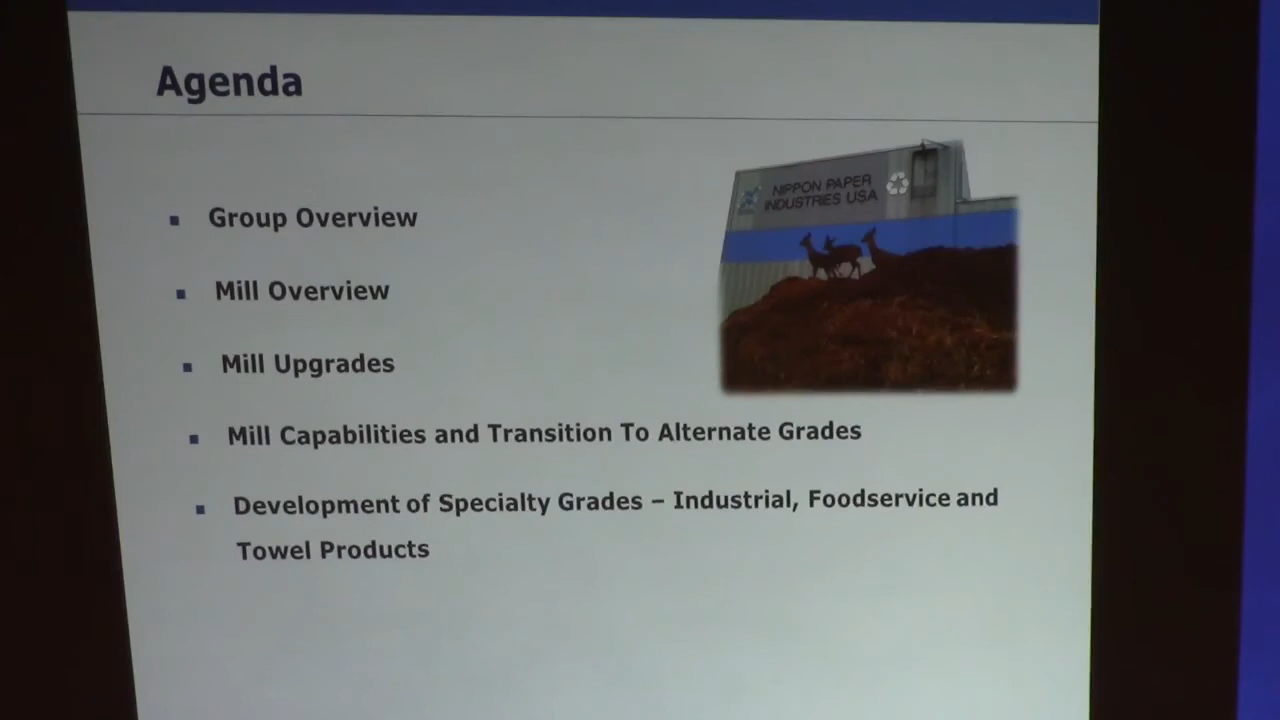 Agenda
NIPPON PAPER
INDUSTRIES USA
Group Overview
Mill Overview
Mill Upgrades
Mill Capabilities and Transition To Alternate Grades
Development of Specialty Grades – Industrial, Foodservice and
Towel Products